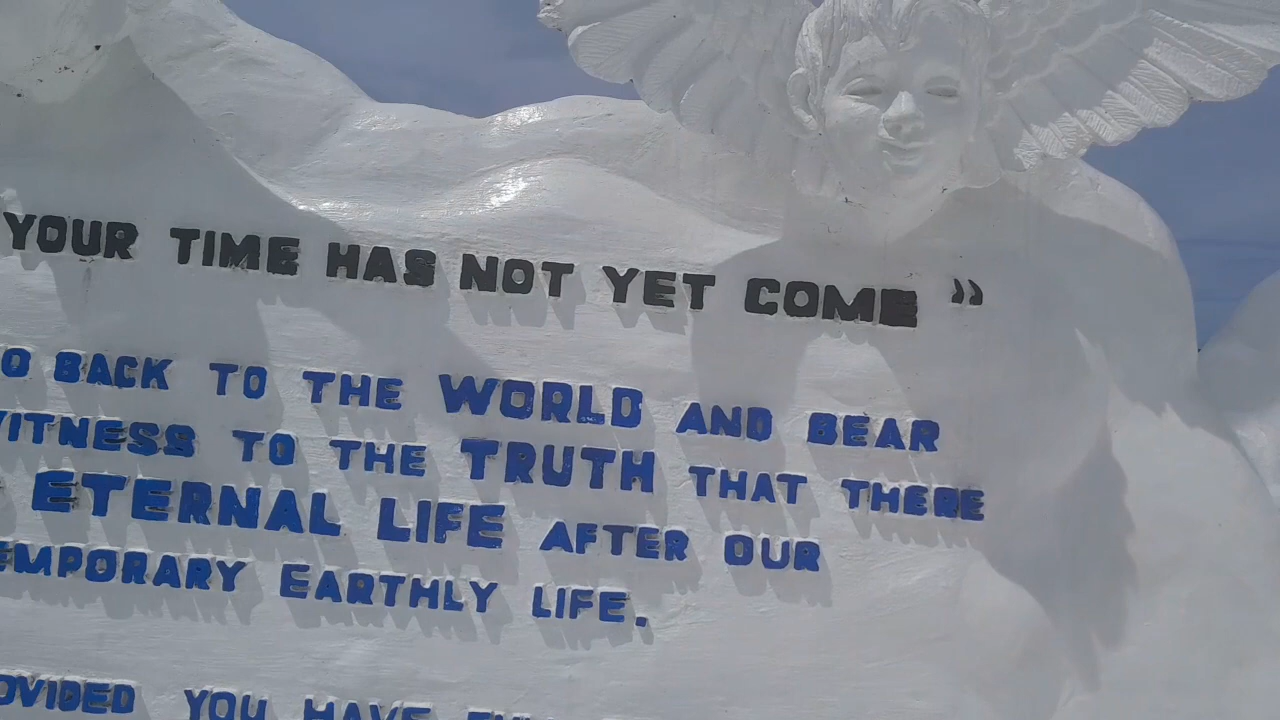 YOUR TIME HAS NOT YET COME”
O BACK TO THE WORLD AND BEAR
WITNESS TO THE TRUTH THAT THERE
ETERNAL LIFE AFTER OUR
EMPORARY EARTHLY LIFE.
OVIDED YOU HAVE